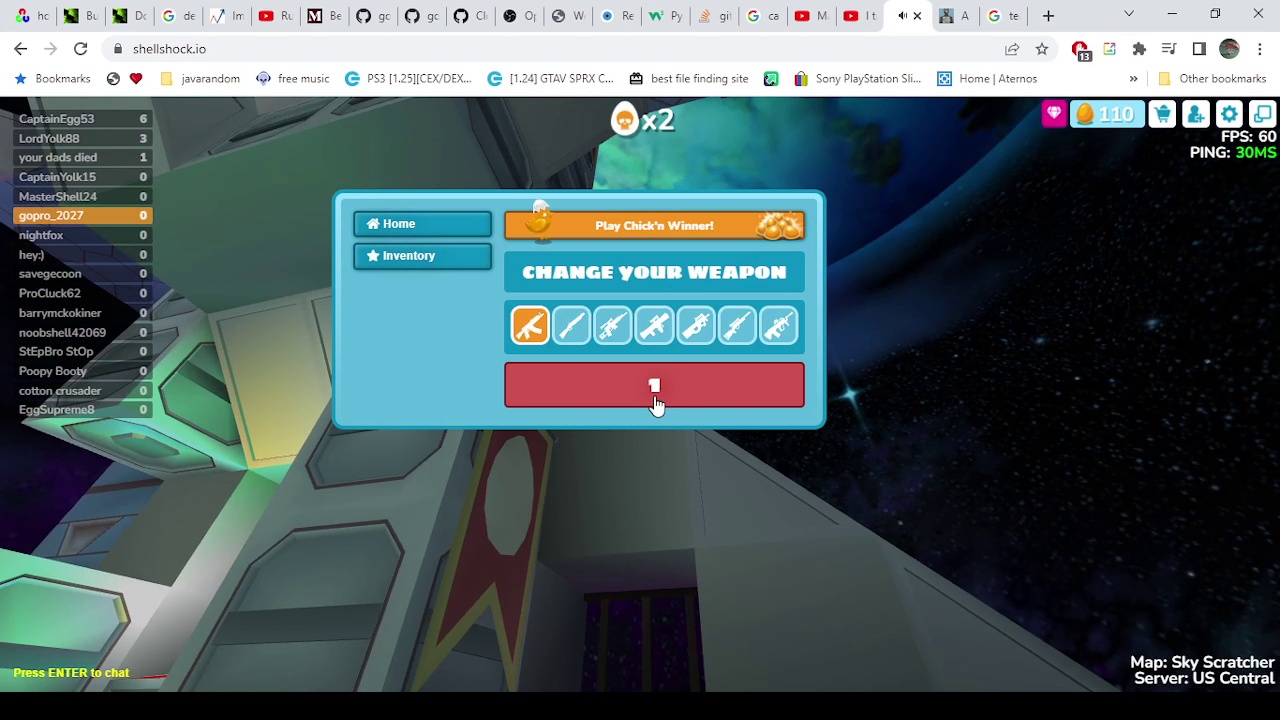 hc
Bu
Dc
de
Im
Ru
Be
gc
gc
Cl
Op
W
Re
Py
git
ca
M
I t
A
te
shellshock.io
13
Bookmarks
javarandom
free music
PS3 [1.25][CEX/DEX...
[1.24] GTAV SPRX C...
best file finding site
Sony PlayStation Sli...
Home | Aternos
»
Other bookmarks
CaptainEgg53 6
LordYolk88 3
your dads died 1
CaptainYolk15 0
MasterShell24 0
gopro_2027 0
nightfox 0
hey:) 0
savegecoon 0
ProCluck62 0
barrymckokiner 0
noobshell42069 0
StEpBro StOp 0
Poopy Booty 0
cotton crusader 0
EggSupreme8 0
x2
110
FPS: 60
PING: 30MS
Home
Inventory
Play Chick'n Winner!
CHANGE YOUR WEAPON
1
Press ENTER to chat
Map: Sky Scratcher
Server: US Central